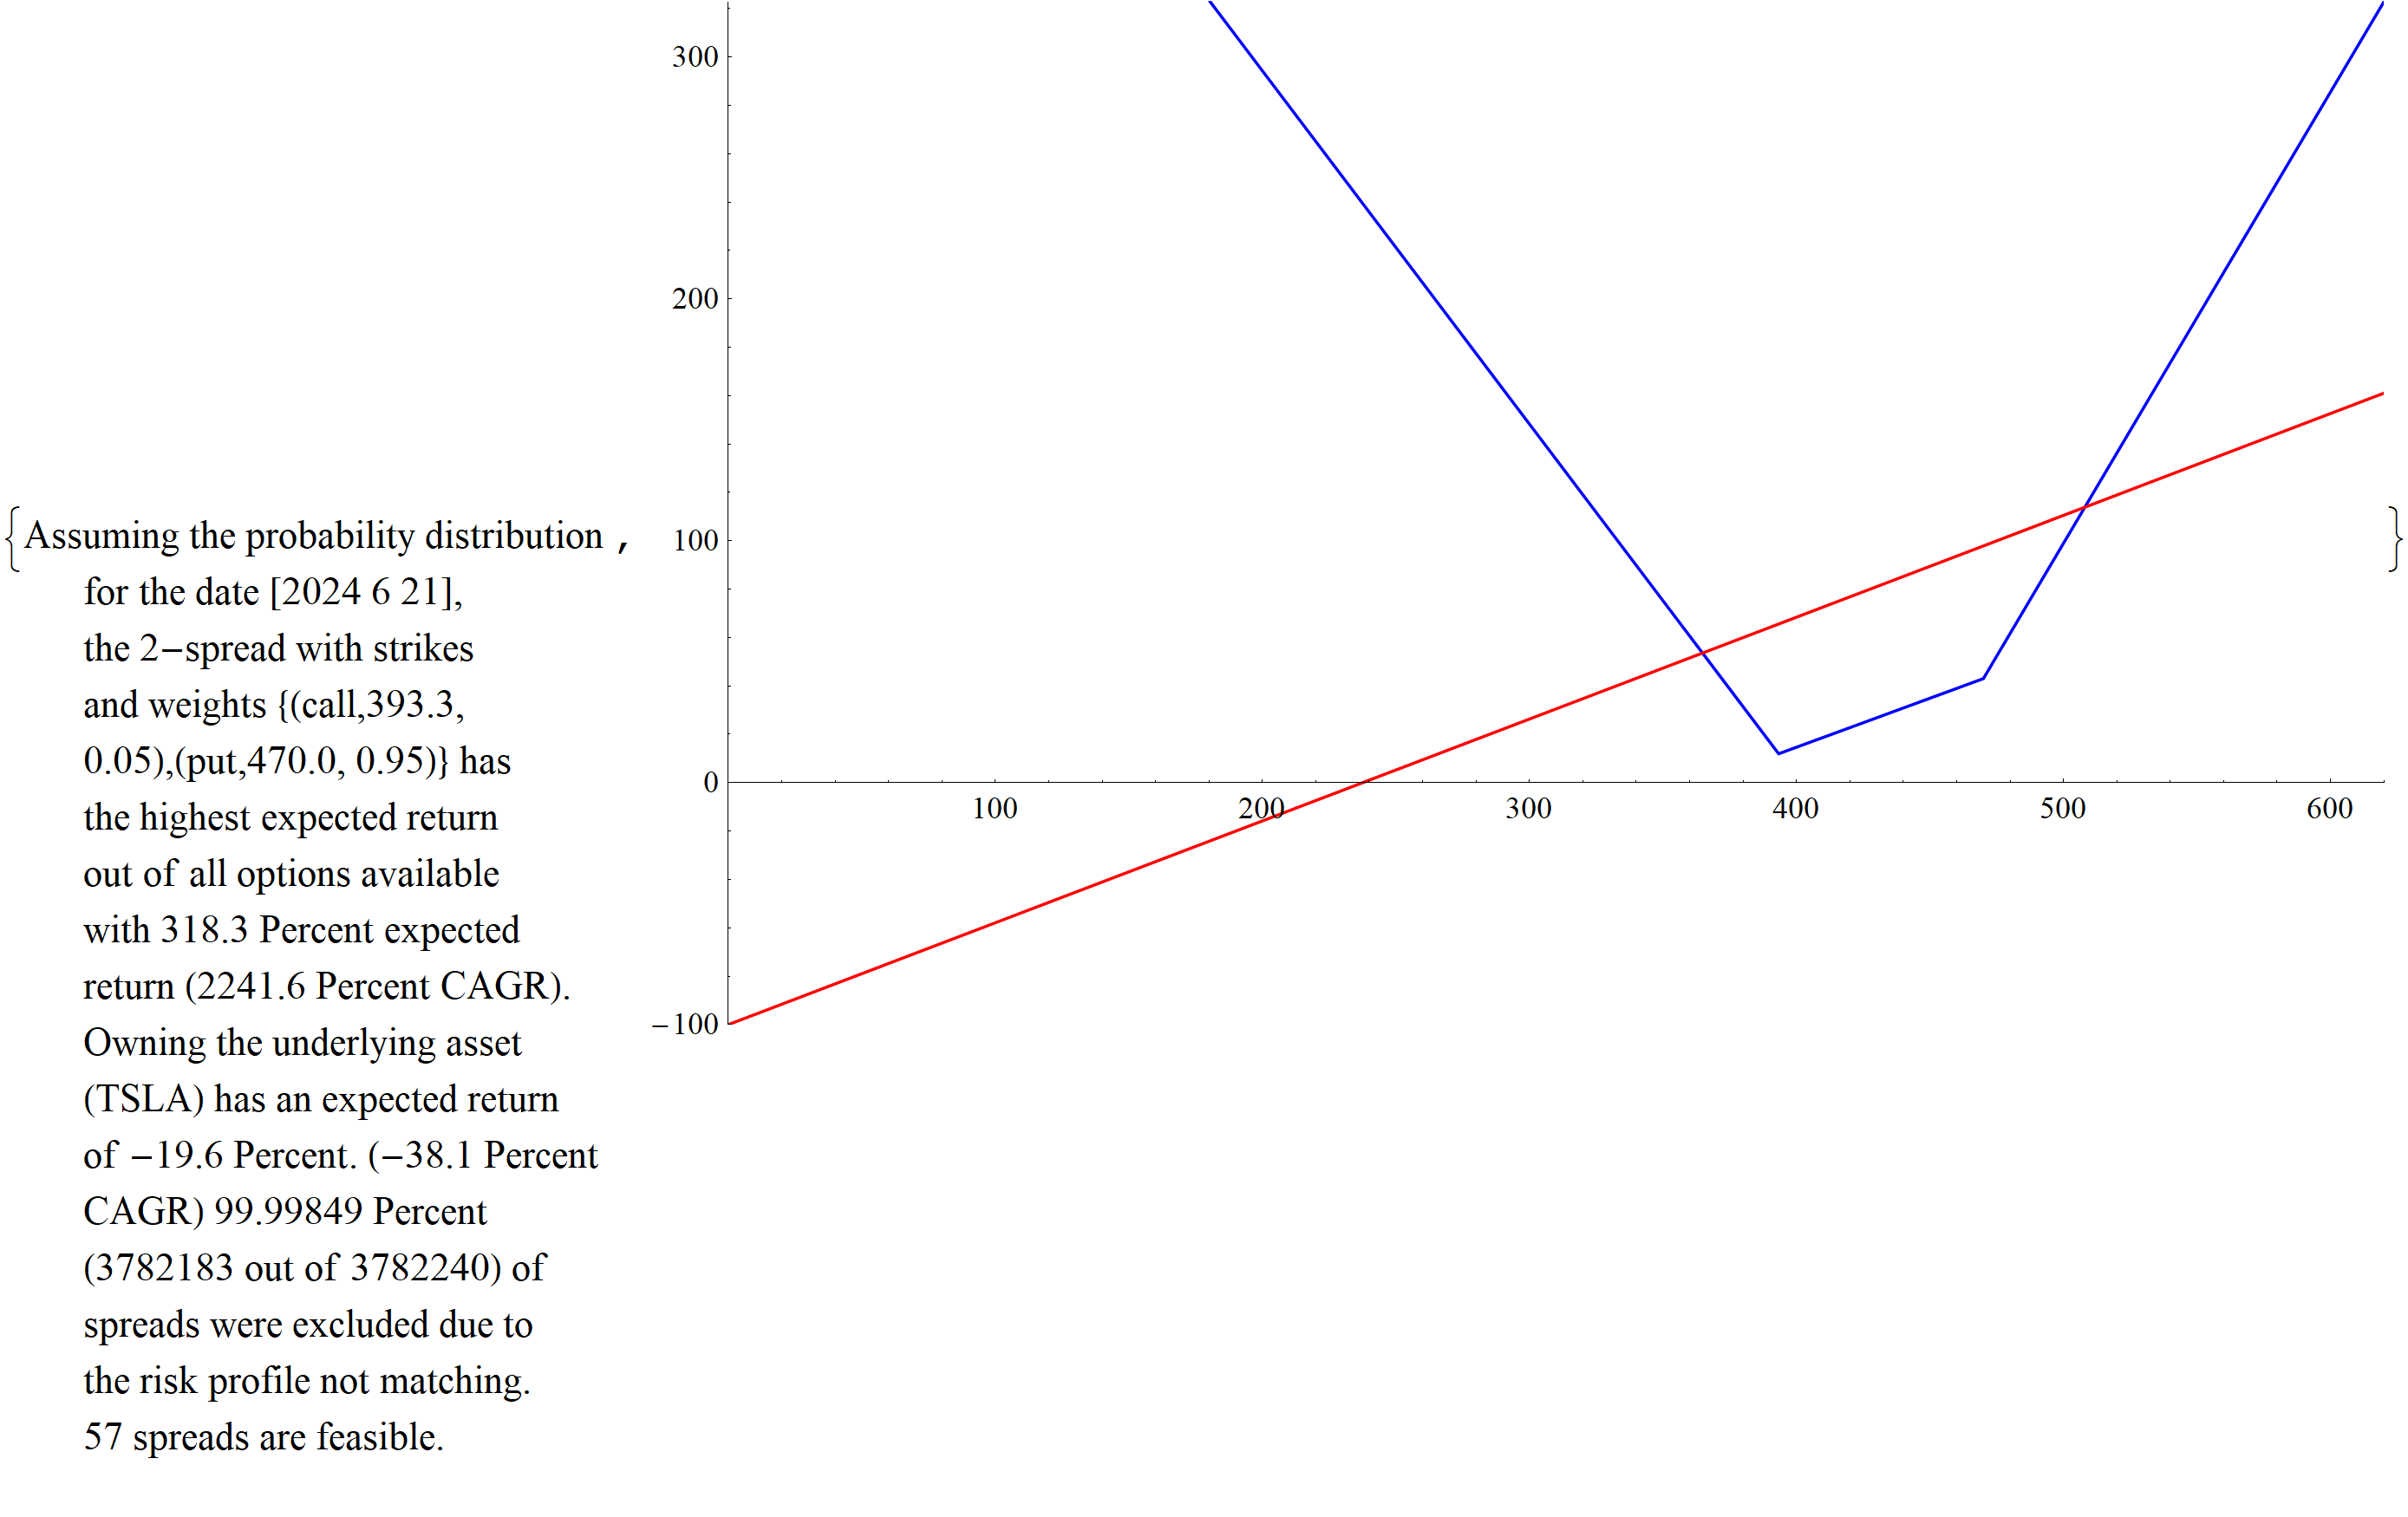 {Assuming the probability distribution ,
for the date [2024 6 21],
the 2−spread with strikes
and weights {(call,393.3,
0.05),(put,470.0, 0.95)} has
the highest expected return
out of all options available
with 318.3 Percent expected
return (2241.6 Percent CAGR).
Owning the underlying asset
(TSLA) has an expected return
of −19.6 Percent. (−38.1 Percent
CAGR) 99.99849 Percent
(3782183 out of 3782240) of
spreads were excluded due to
the risk profile not matching.
57 spreads are feasible.
300
200
100
0
−100
100 200 300 400 500 600
}